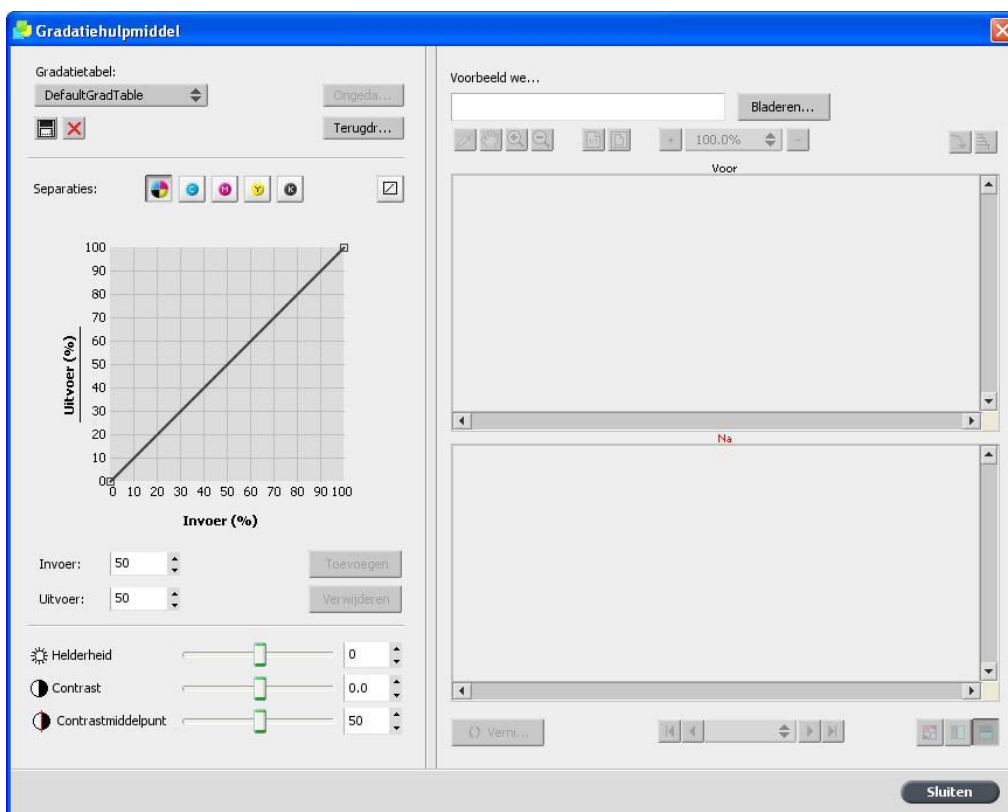 Gradatiehulpmiddel
Gradatietabel:
DefaultGradTable
Ongeda...
Terugdr...
Separaties:
C
M
Y
K
100
90
80
70
60
50
40
30
20
10
0
Uitvoer (%)
0 10 20 30 40 50 60 70 80 90 100
Invoer (%)
Invoer: 50
Toevoegen
Uitvoer: 50
Verwijderen
Helderheid 0
Contrast 0.0
Contrastmiddelpunt 50
Voorbeeld we...
Bladeren...
1:1
+ 100.0% −
Voor
Na
Verni...
Sluiten